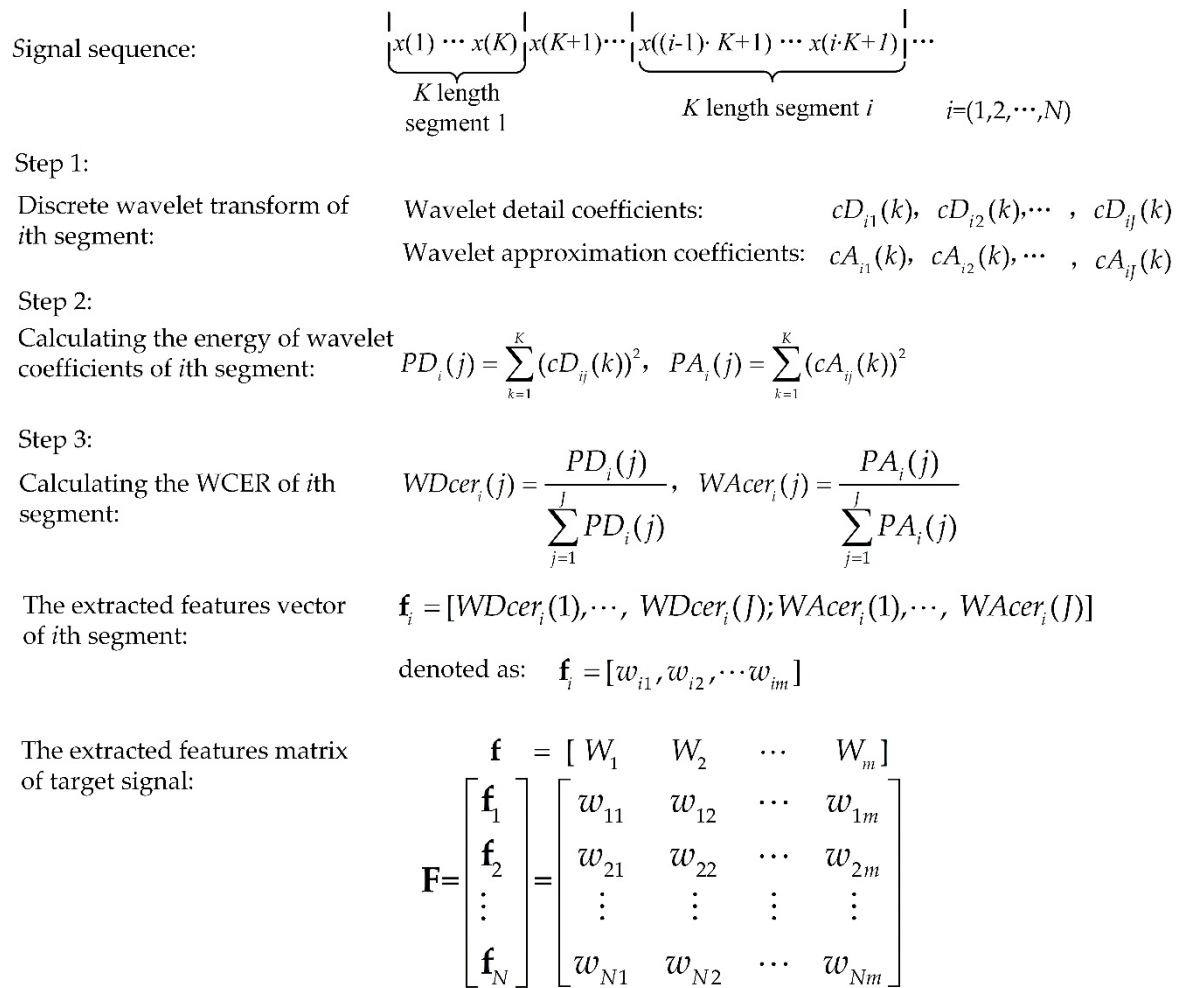 Signal sequence: x(1) ⋯ x(K) x(K+1)⋯ x((i-1)· K+1) ⋯ x(i·K+1) ⋯
K length segment 1
K length segment i
i=(1,2,⋯,N)
Step 1:
Discrete wavelet transform of ith segment:
Wavelet detail coefficients: cD_{i1}(k), cD_{i2}(k),⋯ , cD_{iJ}(k)
Wavelet approximation coefficients: cA_{i1}(k), cA_{i2}(k),⋯ , cA_{iJ}(k)
Step 2:
Calculating the energy of wavelet coefficients of ith segment:
PD_i(j) = \sum_{k=1}^{K} (cD_{ij}(k))^2, PA_i(j) = \sum_{k=1}^{K} (cA_{ij}(k))^2
Step 3:
Calculating the WCER of ith segment:
WDcer_i(j) = \frac{PD_i(j)}{\sum_{j=1}^{J} PD_i(j)}, WAcer_i(j) = \frac{PA_i(j)}{\sum_{j=1}^{J} PA_i(j)}
The extracted features vector of ith segment:
f_i = [WDcer_i(1),⋯, WDcer_i(J);WAcer_i(1),⋯, WAcer_i(J)]
denoted as: f_i = [w_{i1}, w_{i2},⋯w_{im}]
The extracted features matrix of target signal:
f = [ W_1 W_2 ⋯ W_m ]
F= [ f_1 f_2 ⋮ f_N ] =
w_{11} w_{12} ⋯ w_{1m}
w_{21} w_{22} ⋯ w_{2m}
⋮ ⋮ ⋮ ⋮
w_{N1} w_{N2} ⋯ w_{Nm}